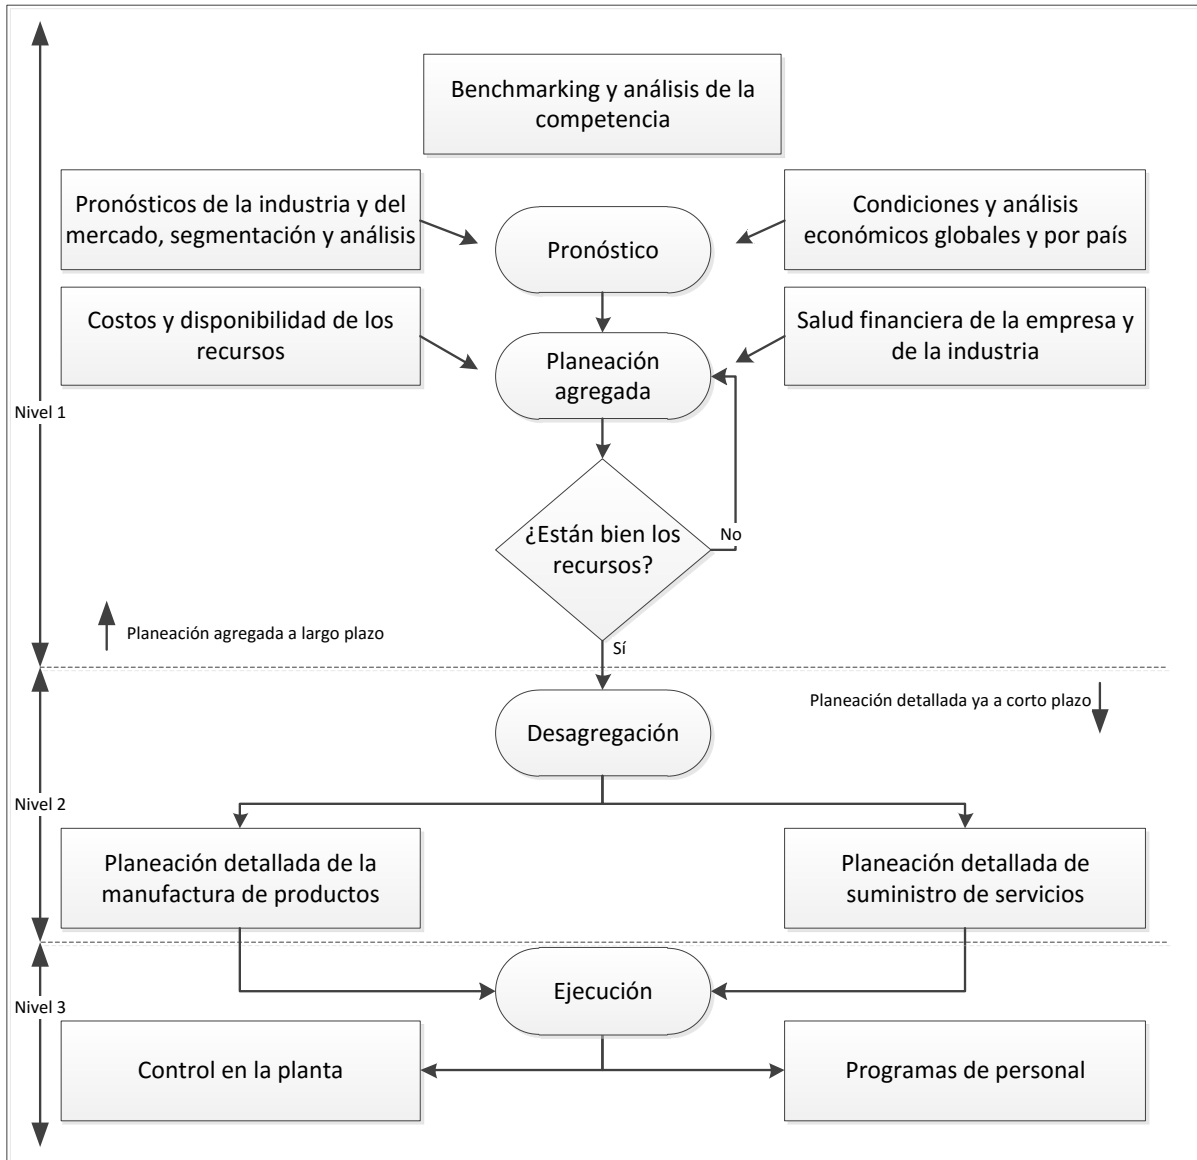 Benchmarking y análisis de la
competencia
Pronósticos de la industria y del
mercado, segmentación y análisis
Pronóstico
Condiciones y análisis
económicos globales y por país
Costos y disponibilidad de los
recursos
Planeación
agregada
Salud financiera de la empresa y
de la industria
Nivel 1
¿Están bien los
recursos?
No
Planeación agregada a largo plazo
Sí
Planeación detallada ya a corto plazo
Desagregación
Nivel 2
Planeación detallada de la
manufactura de productos
Planeación detallada de
suministro de servicios
Ejecución
Nivel 3
Control en la planta
Programas de personal